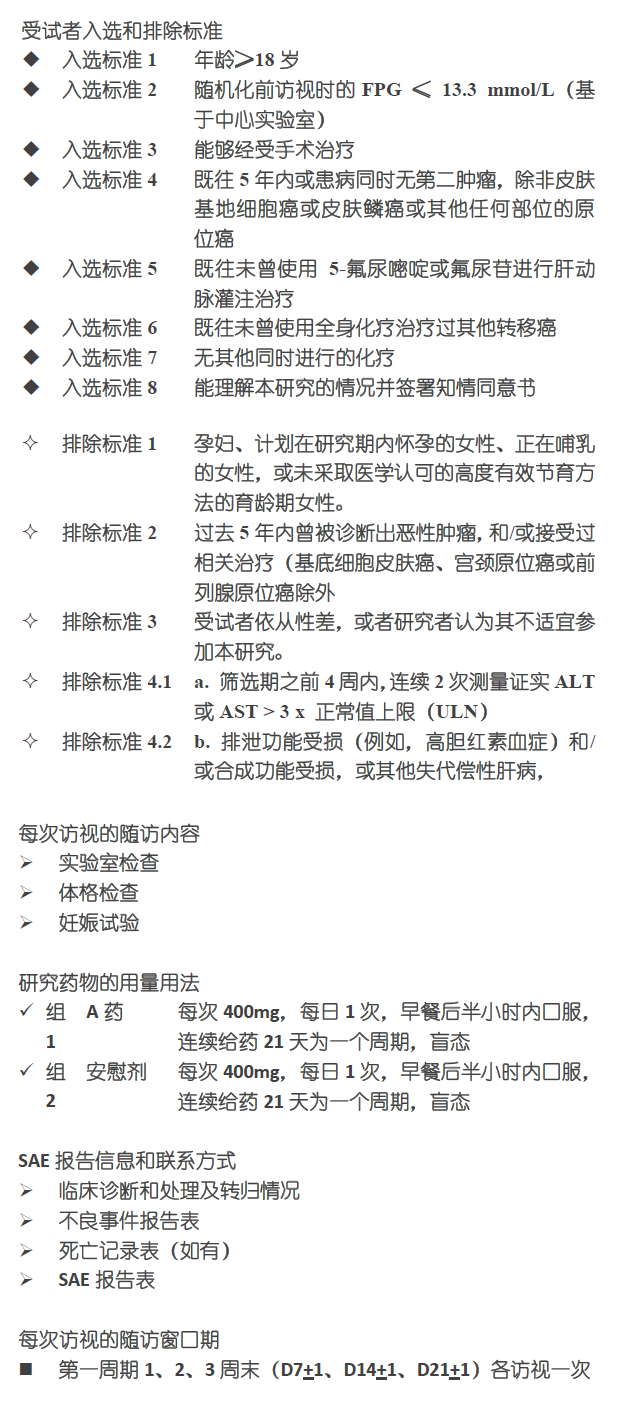 受试者入选和排除标准
◆ 入选标准 1 年龄≥18 岁
◆ 入选标准 2 随机化前访视时的 FPG ≤ 13.3 mmol/L（基
于中心实验室）
◆ 入选标准 3 能够经受手术治疗
◆ 入选标准 4 既往 5 年内或患病同时无第二肿瘤，除非皮肤
基地细胞癌或皮肤鳞癌或其他任何部位的原
位癌
◆ 入选标准 5 既往未曾使用 5-氟尿嘧啶或氟尿苷进行肝动
脉灌注治疗
◆ 入选标准 6 既往未曾使用全身化疗治疗过其他转移癌
◆ 入选标准 7 无其他同时进行的化疗
◆ 入选标准 8 能理解本研究的情况并签署知情同意书
✧ 排除标准 1 孕妇、计划在研究期内怀孕的女性、正在哺乳
的女性，或未采取医学认可的高度有效节育方
法的育龄期女性。
✧ 排除标准 2 过去 5 年内曾被诊断出恶性肿瘤，和/或接受过
相关治疗（基底细胞皮肤癌、宫颈原位癌或前
列腺原位癌除外
✧ 排除标准 3 受试者依从性差，或者研究者认为其不适宜参
加本研究。
✧ 排除标准 4.1 a. 筛选期之前 4 周内，连续 2 次测量证实 ALT
或 AST > 3 x 正常值上限（ULN）
✧ 排除标准 4.2 b. 排泄功能受损（例如，高胆红素血症）和/
或合成功能受损，或其他失代偿性肝病，
每次访视的随访内容
➢ 实验室检查
➢ 体格检查
➢ 妊娠试验
研究药物的用量用法
✓ 组 A 药 每次 400mg，每日 1 次，早餐后半小时内口服，
1 连续给药 21 天为一个周期，盲态
✓ 组 安慰剂 每次 400mg，每日 1 次，早餐后半小时内口服，
2 连续给药 21 天为一个周期，盲态
SAE 报告信息和联系方式
➢ 临床诊断和处理及转归情况
➢ 不良事件报告表
➢ 死亡记录表（如有）
➢ SAE 报告表
每次访视的随访窗口期
■ 第一周期 1、2、3 周末（D7±1、D14±1、D21±1）各访视一次